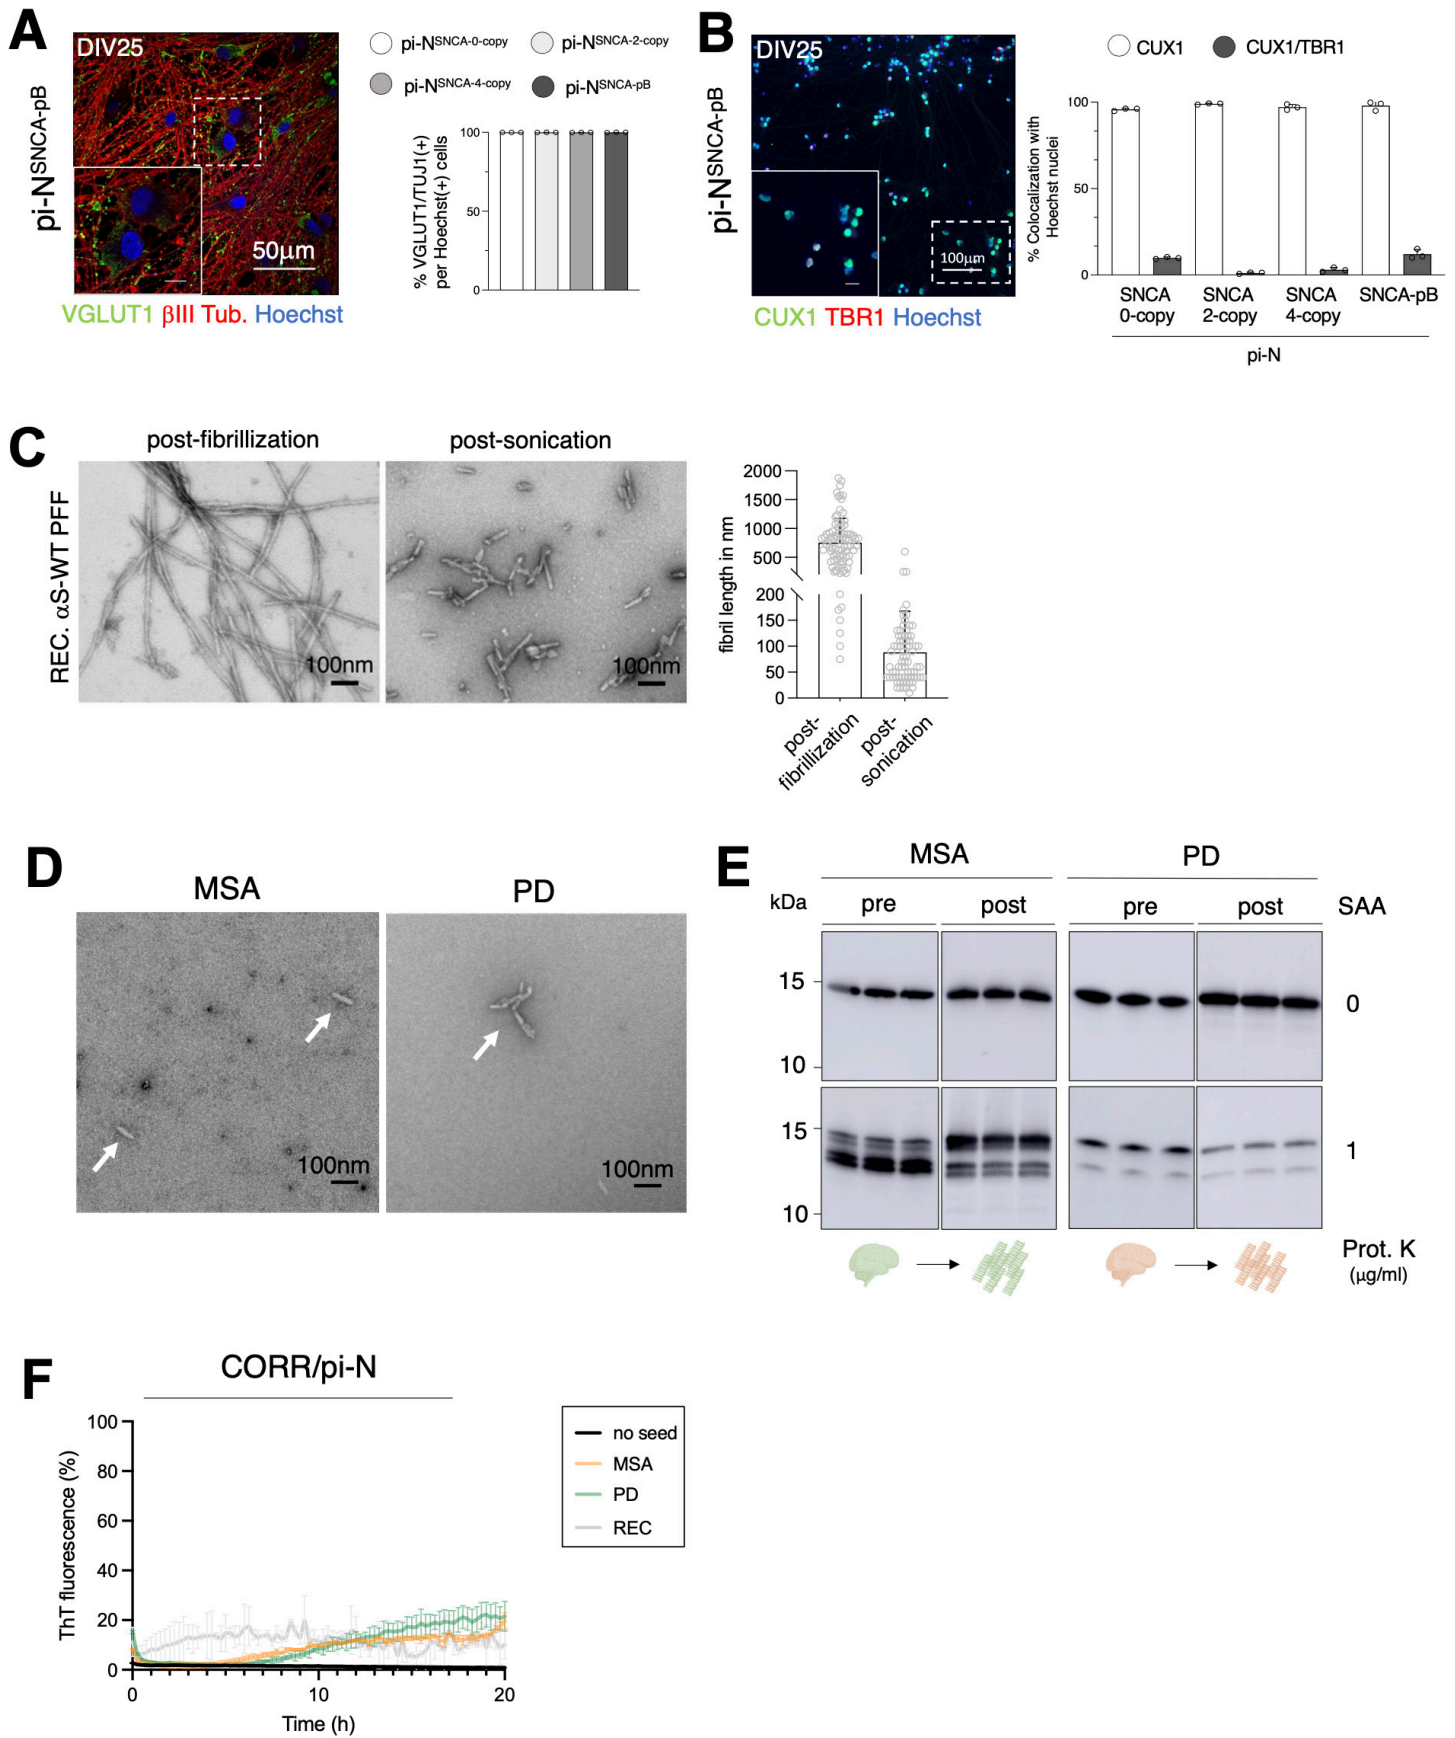 A
DIV25
pi-NSNCA-pB
50µm
VGLUT1 βIII Tub. Hoechst
pi-NSNCA-0-copy
pi-NSNCA-2-copy
pi-NSNCA-4-copy
pi-NSNCA-pB
% VGLUT1/TUJ1(+)
per Hoechst(+) cells
100
50
0
B
DIV25
pi-NSNCA-pB
100µm
CUX1 TBR1 Hoechst
CUX1
CUX1/TBR1
% Colocalization with
Hoechst nuclei
100
50
0
SNCA
0-copy
SNCA
2-copy
SNCA
4-copy
SNCA-pB
pi-N
C
post-fibrillization
post-sonication
REC. αS-WT PFF
100nm
100nm
fibril length in nm
2000
1500
1000
500
200
150
100
50
0
post-
fibrillization
post-
sonication
D
MSA
PD
100nm
100nm
E
MSA
PD
kDa
pre
post
pre
post
SAA
15
10
0
15
10
1
Prot. K
(µg/ml)
F
CORR/pi-N
ThT fluorescence (%)
100
80
60
40
20
0
0
10
20
Time (h)
no seed
MSA
PD
REC